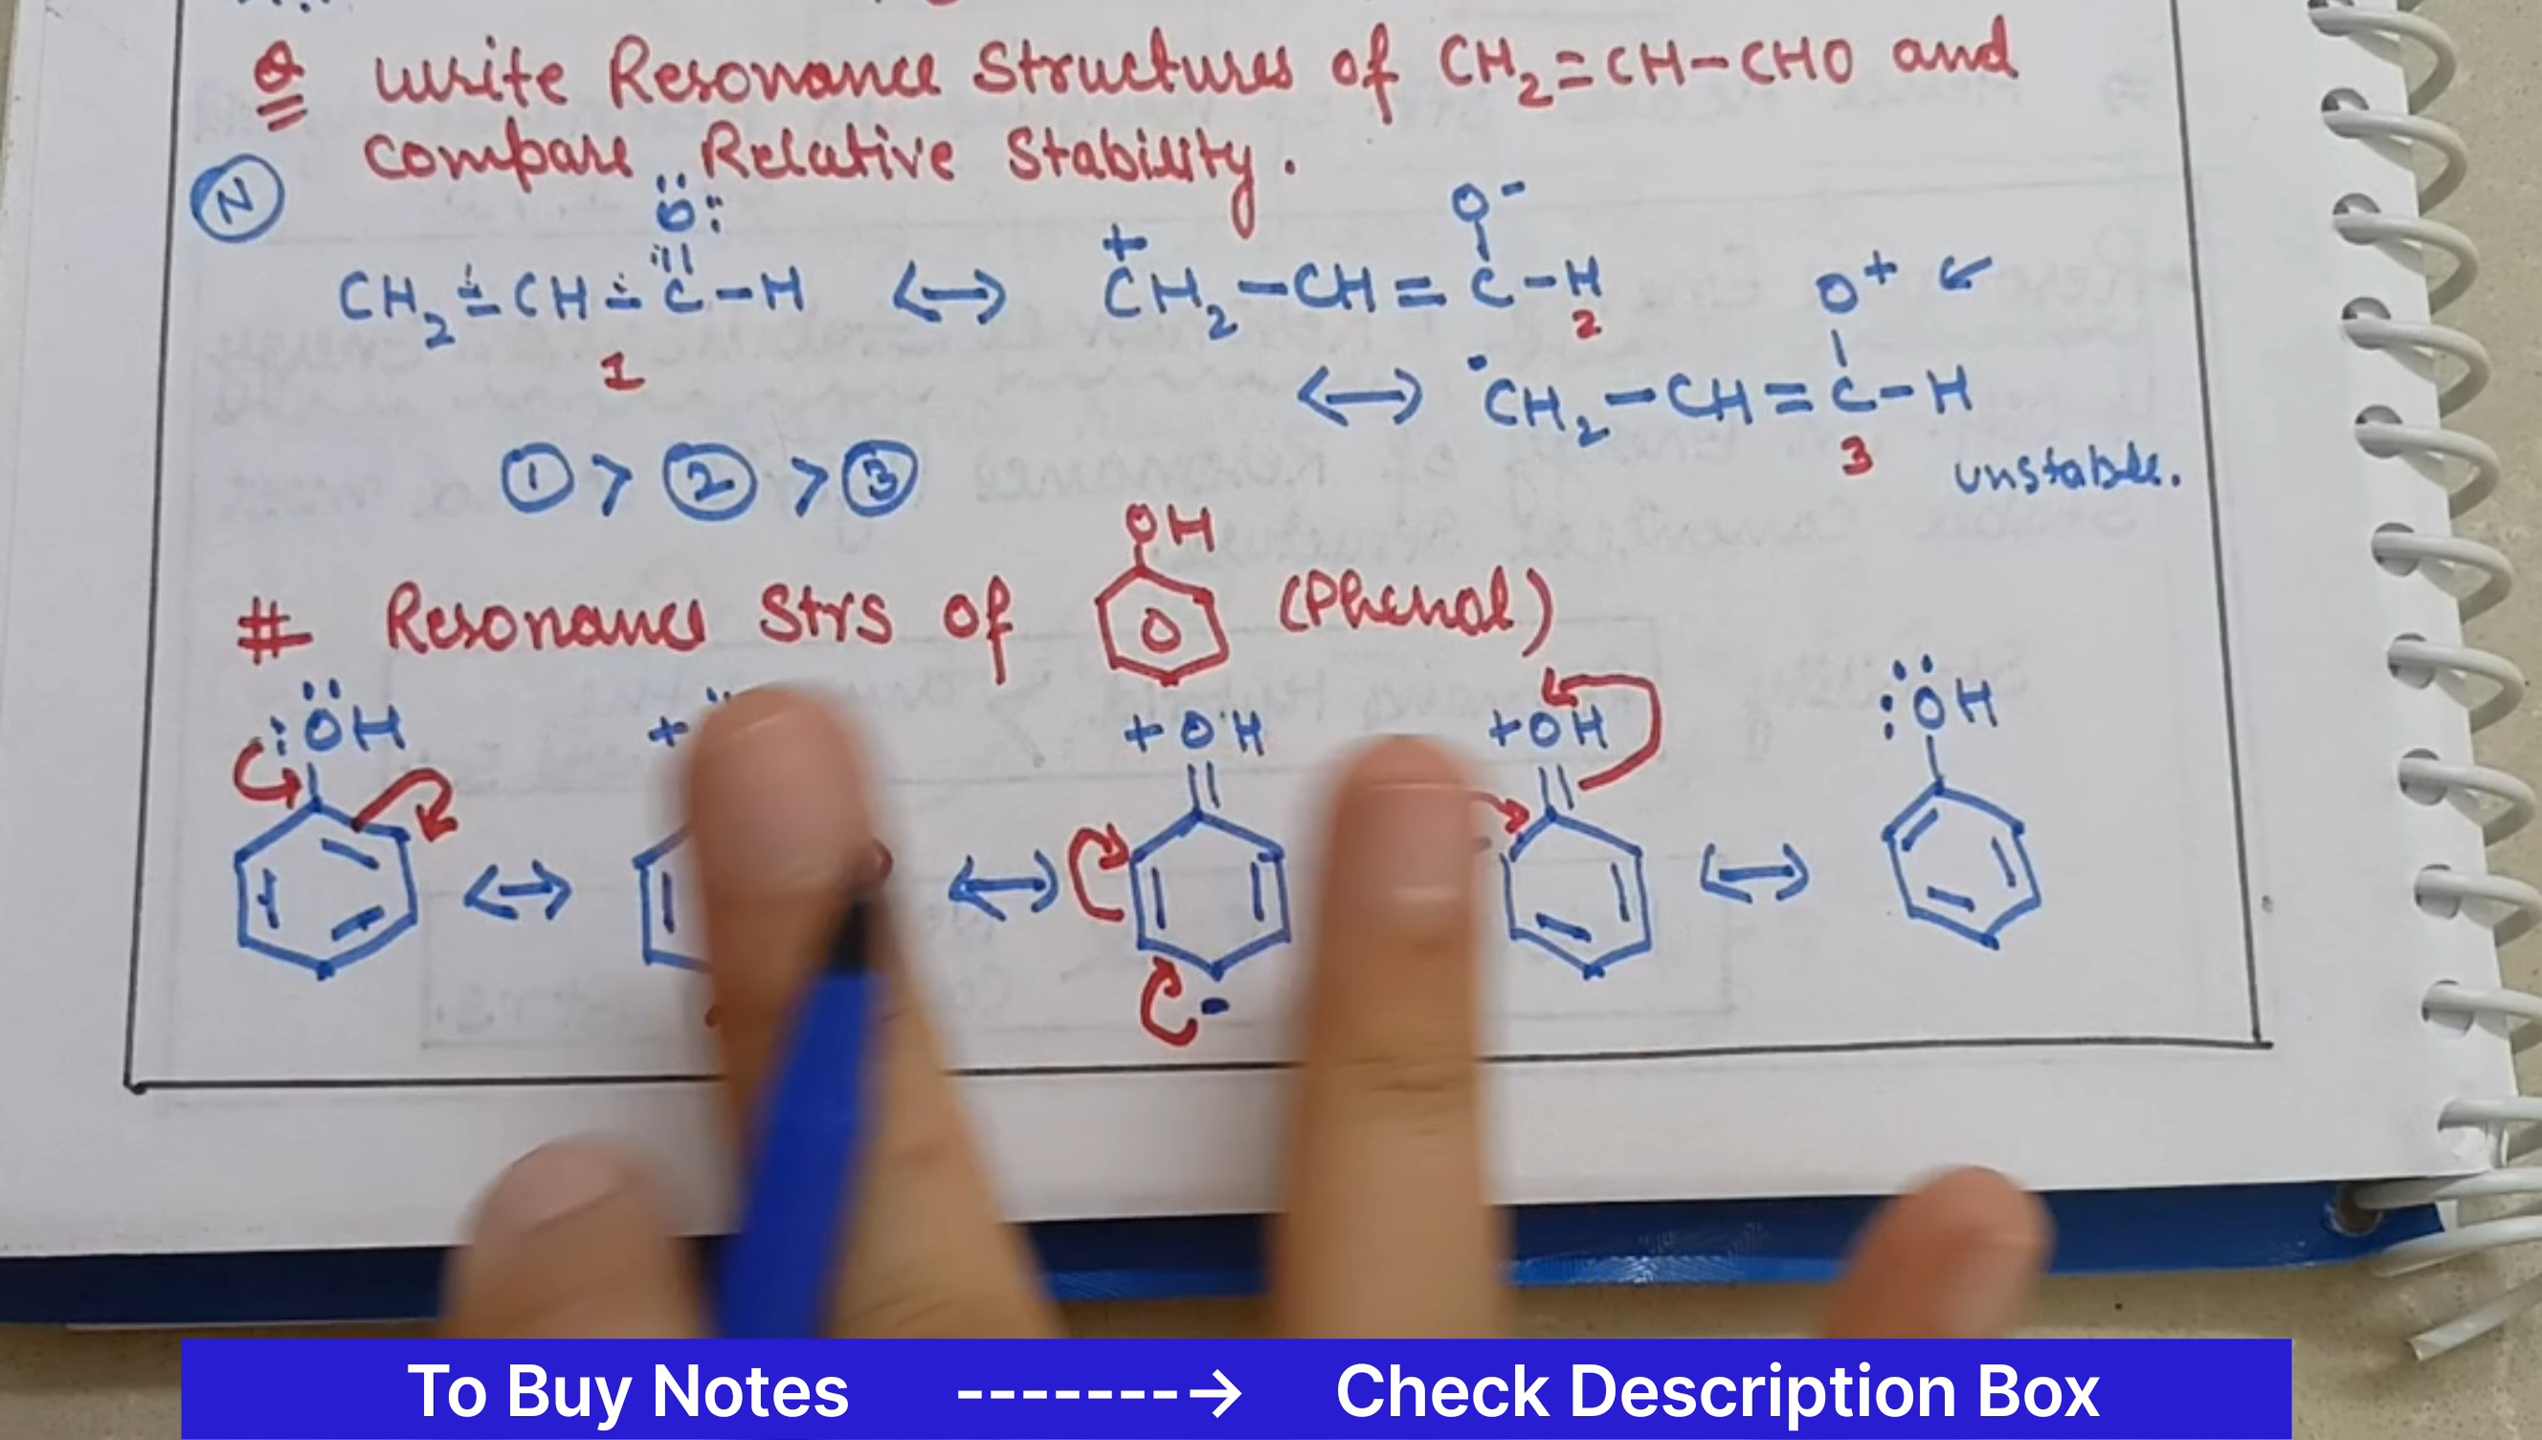 Q Write Resonance Structures of CH2=CH-CHO and
compare Relative Stability.
N
CH2=CH-C-H ↔ +CH2-CH=C-H
O O-
1 2
↔ CH2-CH=C-H
O+
3
unstable.
① > ② > ③
OH
# Resonance Strs of (Phenol)
:OH + +OH +OH :OH
↔ ↔ ↔
To Buy Notes -------→ Check Description Box